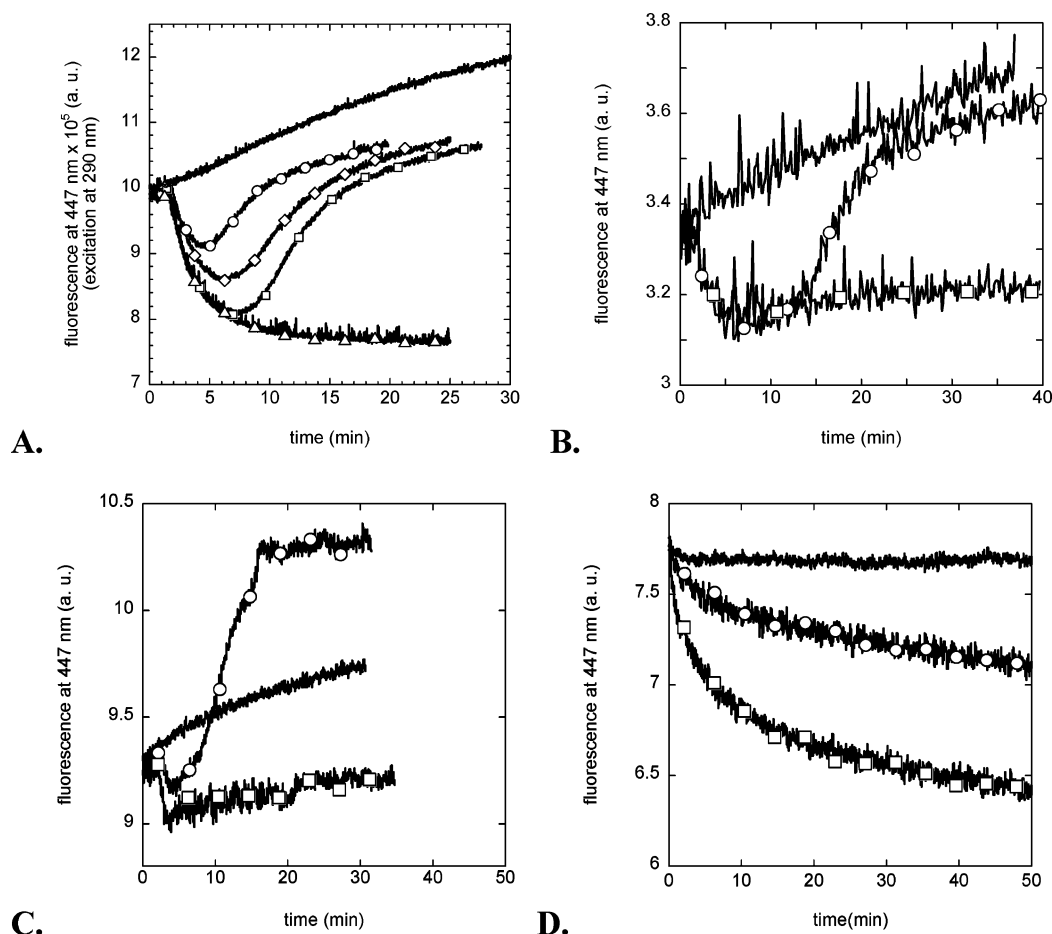 12
11
10
9
8
7
0 5 10 15 20 25 30
fluorescence at 447 nm x 10⁵ (a. u.)
(excitation at 290 nm)
time (min)
A.
3.8
3.6
3.4
3.2
3
0 10 20 30 40
fluorescence at 447 nm (a. u.)
time (min)
B.
10.5
10
9.5
9
0 10 20 30 40 50
fluorescence at 447 nm (a. u.)
time (min)
C.
8
7.5
7
6.5
6
0 10 20 30 40 50
fluorescence at 447 nm (a. u.)
time(min)
D.